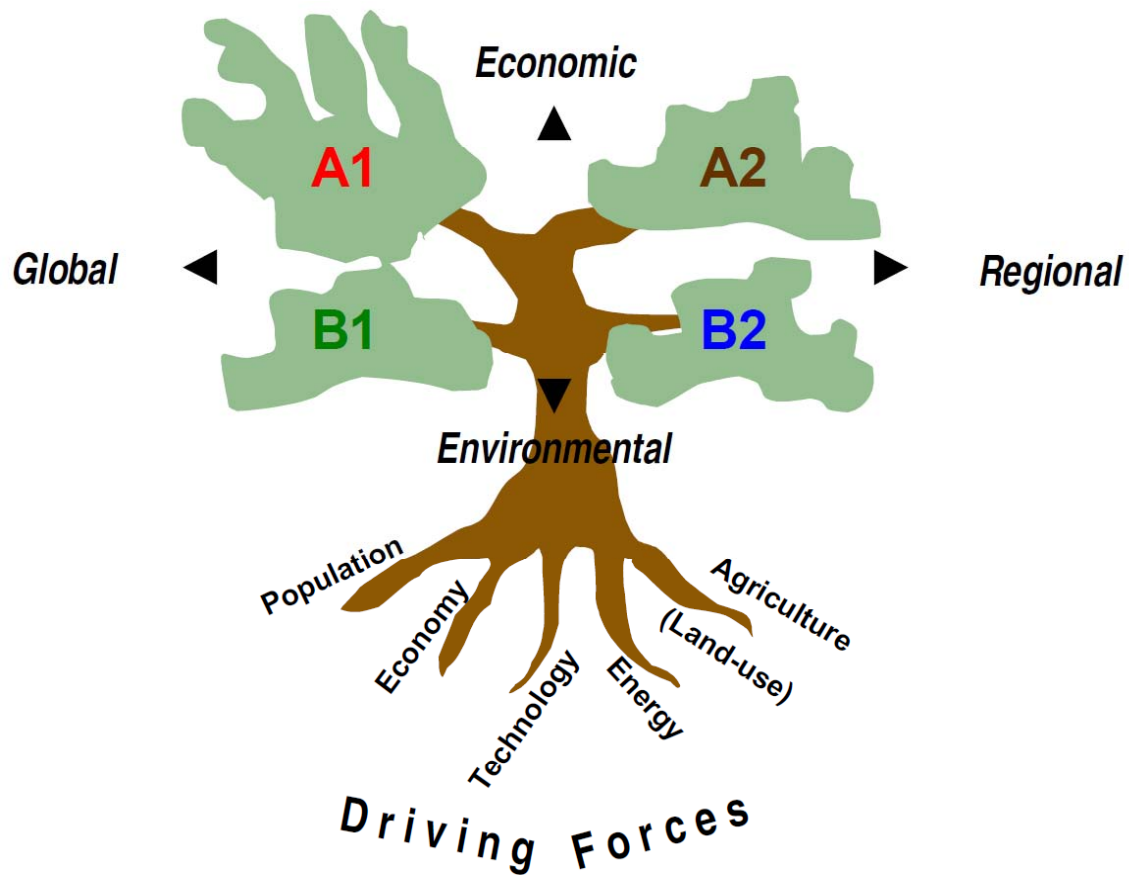 Economic
A1
A2
Global
Regional
B1
B2
Environmental
Population
Economy
Technology
Energy
Agriculture
(Land-use)
Driving Forces